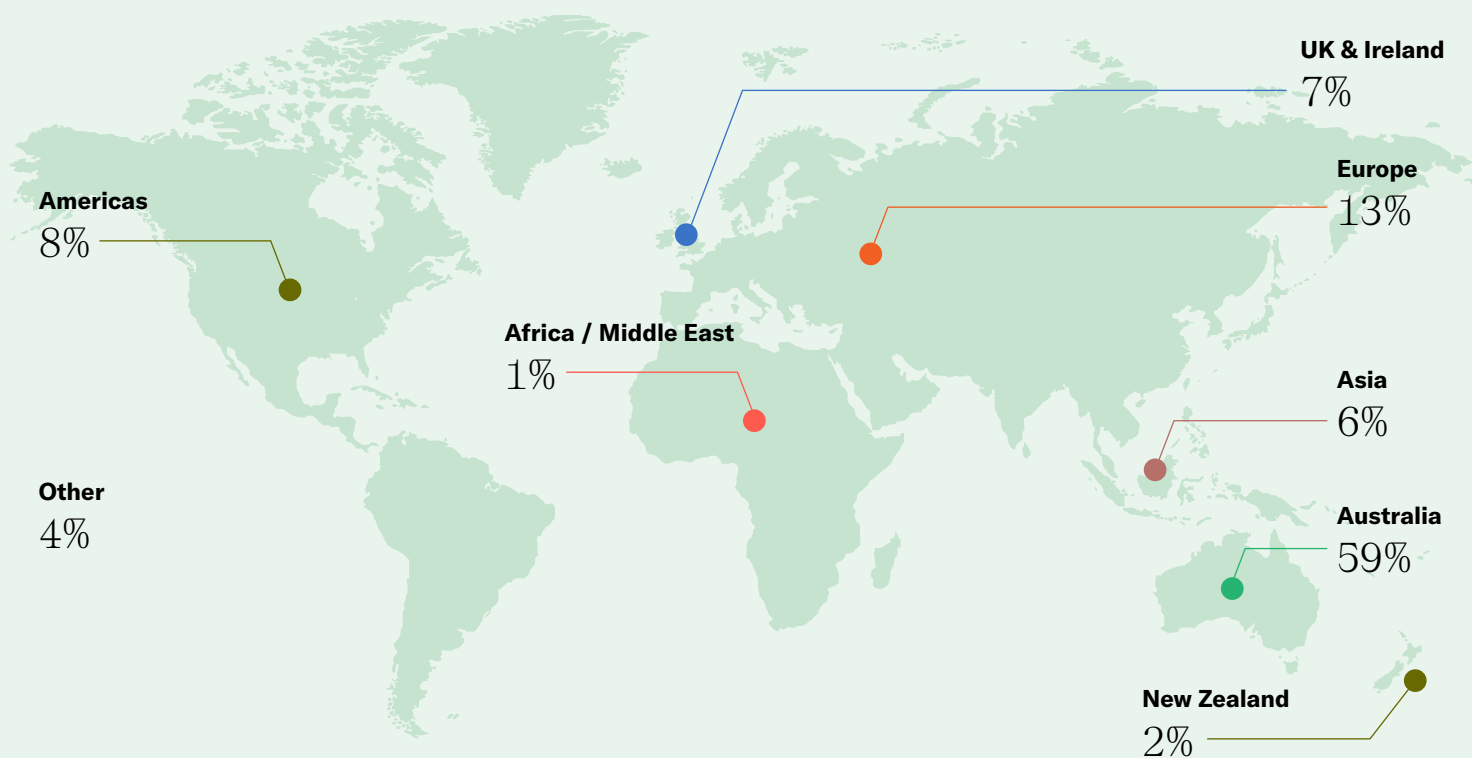 UK & Ireland
7%
Europe
13%
Americas
8%
Africa / Middle East
1%
Asia
6%
Other
4%
Australia
59%
New Zealand
2%